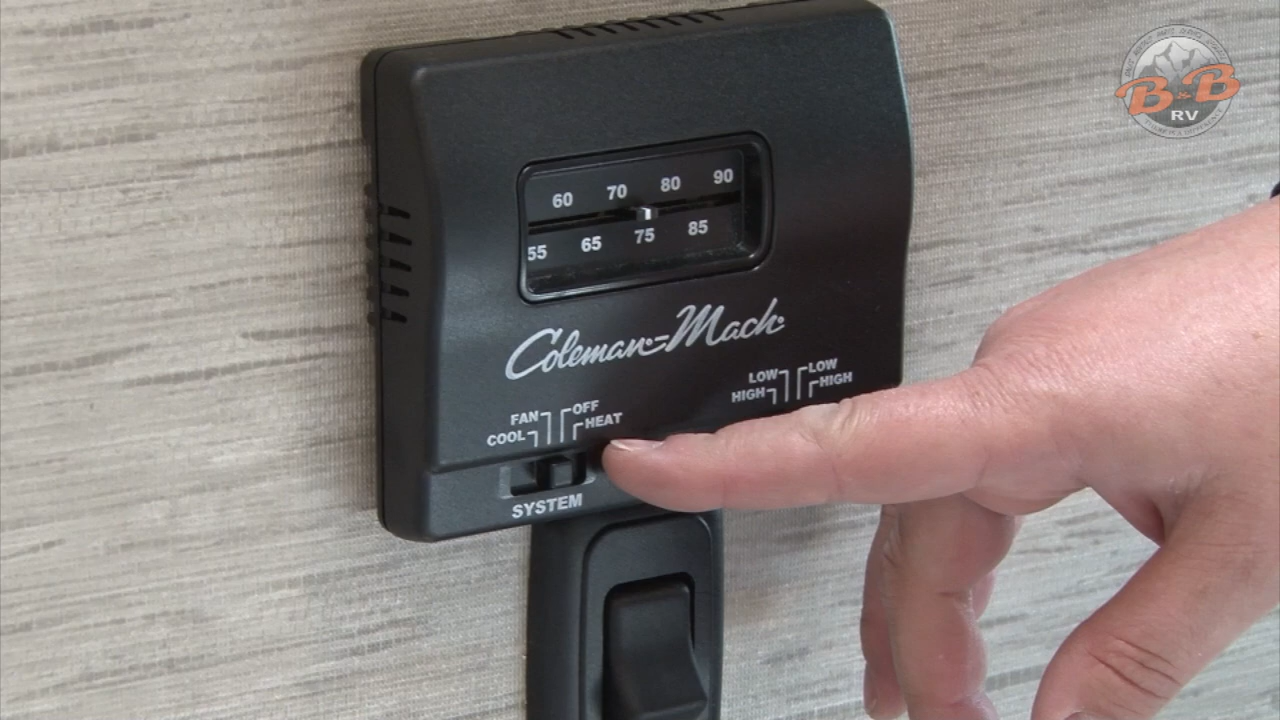 B&B
RV
60 70 80 90
55 65 75 85
Coleman-Mach
LOW LOW
HIGH HIGH
FAN OFF
COOL HEAT
SYSTEM